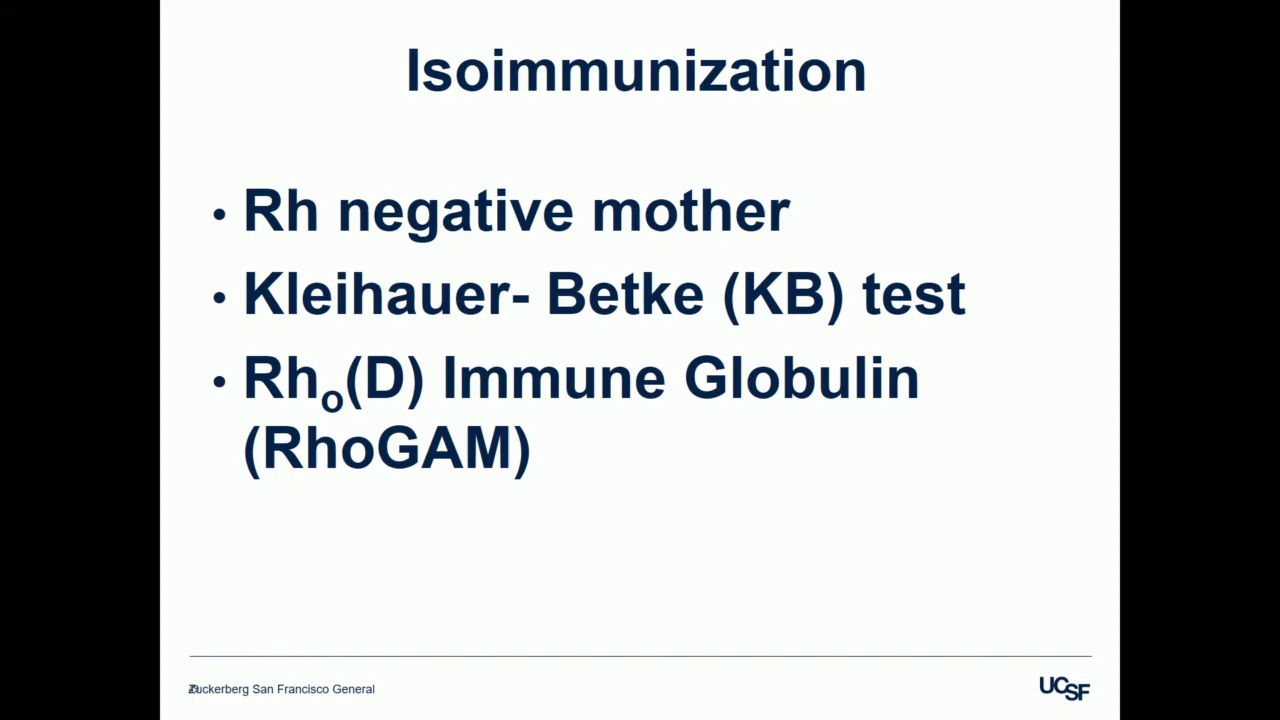 Isoimmunization
• Rh negative mother
• Kleihauer- Betke (KB) test
• Rho(D) Immune Globulin
(RhoGAM)
Zuckerberg San Francisco General
UCSF